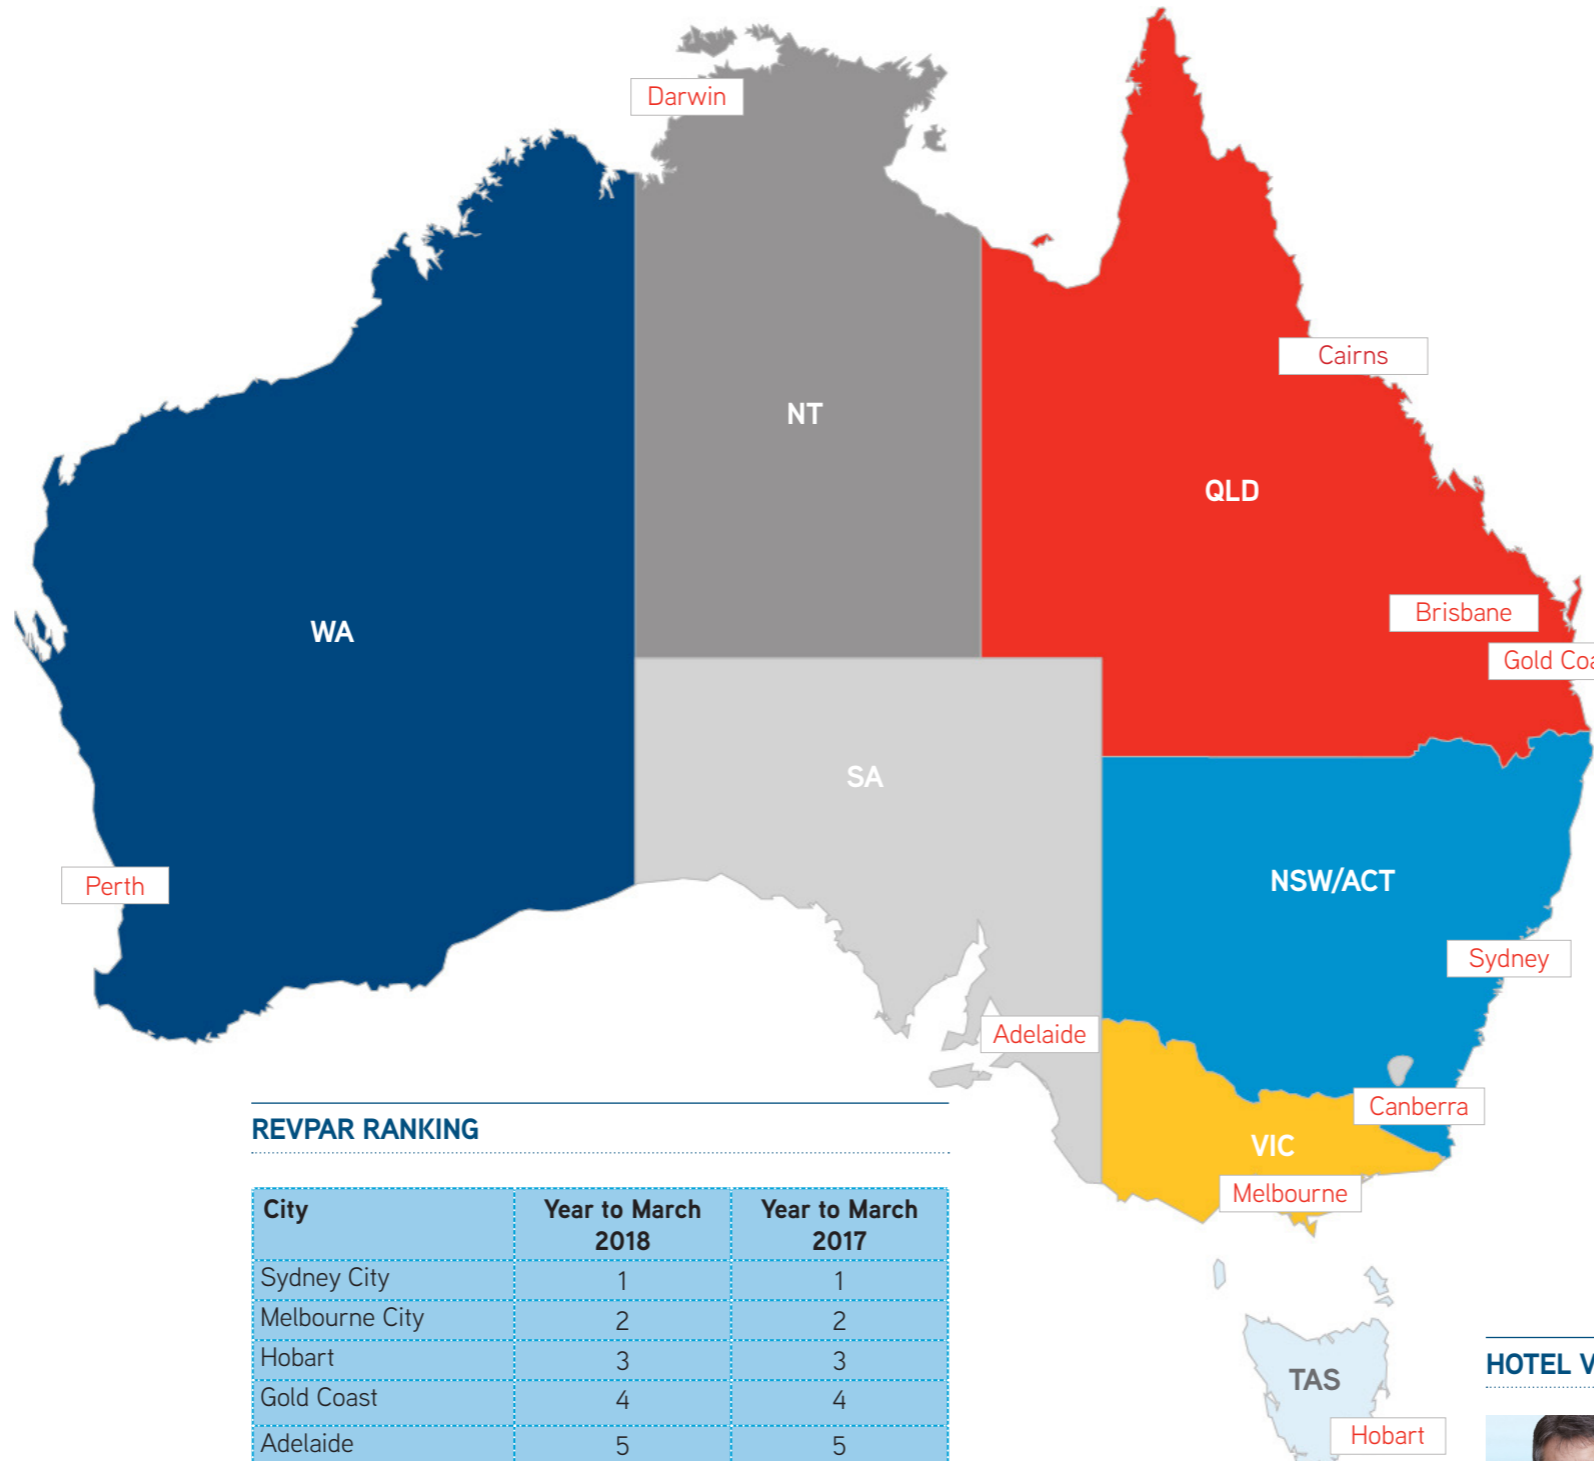 Darwin
Cairns
NT
QLD
Brisbane
WA
Gold Coa
SA
Perth
NSW/ACT
Sydney
Adelaide
Canberra
REVPAR RANKING
VIC
Melbourne
City Year to March 2018 Year to March 2017
Sydney City 1 1
Melbourne City 2 2
Hobart 3 3
Gold Coast 4 4
Adelaide 5 5
HOTEL V
TAS
Hobart